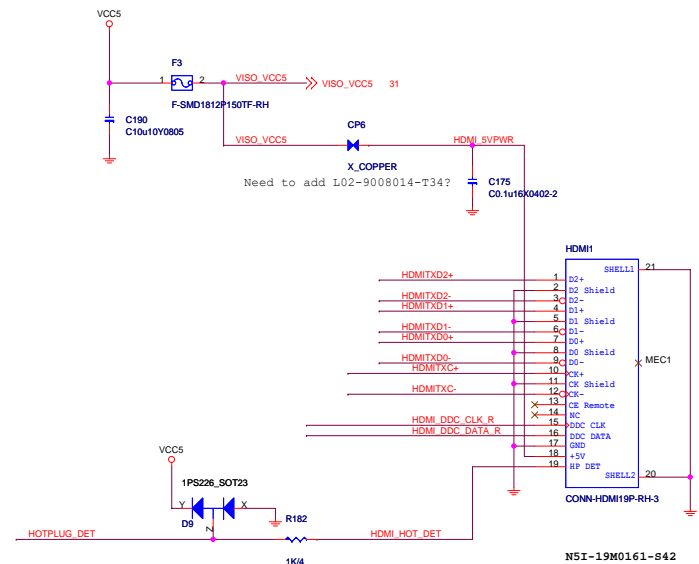 VCC5
F3
1 2 VISO_VCC5 VISO_VCC5 31
F-SMD1812P150TF-RH
C190
C10u10Y0805
VISO_VCC5 CP6 HDMI_5VPWR
X_COPPER
Need to add L02-9008014-T34?
C175
C0.1u16X0402-2
HDMI1
SHELL1 21
HDMITXD2+ 1 D2+
2 D2 Shield
HDMITXD2- 3 D2-
HDMITXD1+ 4 D1+
5 D1 Shield
HDMITXD1- 6 D1-
HDMITXD0+ 7 D0+
8 D0 Shield
HDMITXD0- 9 D0-
MEC1
HDMITXC+ 10 CK+
11 CK Shield
HDMITXC- 12 CK-
13 CE Remote
14 NC
HDMI_DDC_CLK_R 15 DDC CLK
HDMI_DDC_DATA_R 16 DDC DATA
17 GND
18 +5V
19 HP DET
SHELL2 20
CONN-HDMI19P-RH-3
VCC5
1PS226_SOT23
Y X
Z
D9
R182
HOTPLUG_DET HDMI_HOT_DET
1K/4
N5I-19M0161-S42